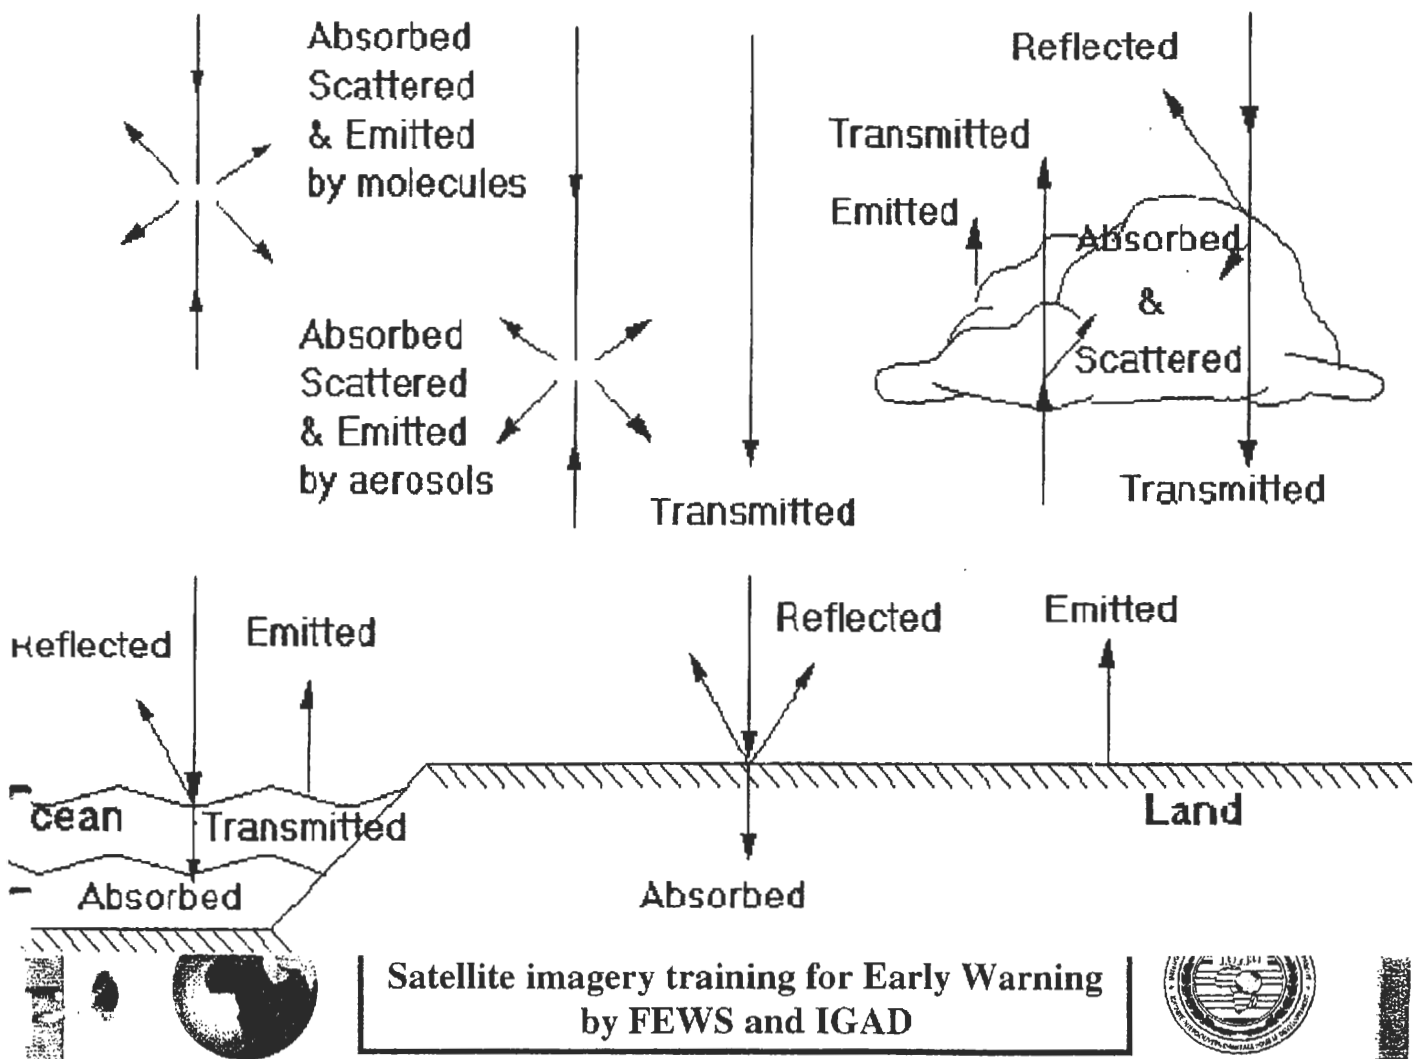 Absorbed
Scattered
& Emitted
by molecules
Absorbed
Scattered
& Emitted
by aerosols
Transmitted
Reflected
Transmitted
Emitted
Absorbed
&
Scattered
Transmitted
Reflected
Emitted
Reflected
Emitted
cean
Transmitted
Absorbed
Land
Absorbed
Satellite imagery training for Early Warning
by FEWS and IGAD